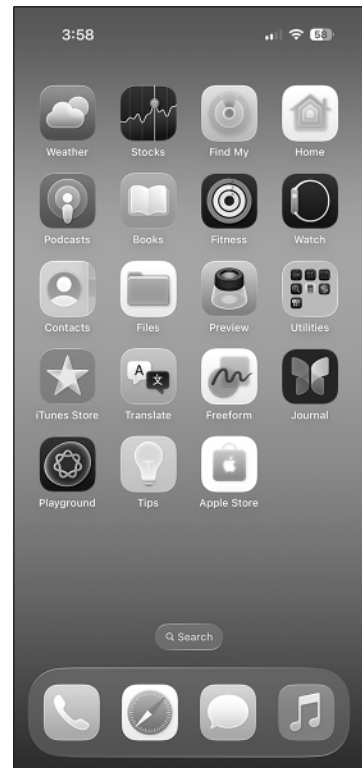 3:58 58
Weather Stocks Find My Home
Podcasts Books Fitness Watch
Contacts Files Preview Utilities
A 文
iTunes Store Translate Freeform Journal
Playground Tips Apple Store
Search